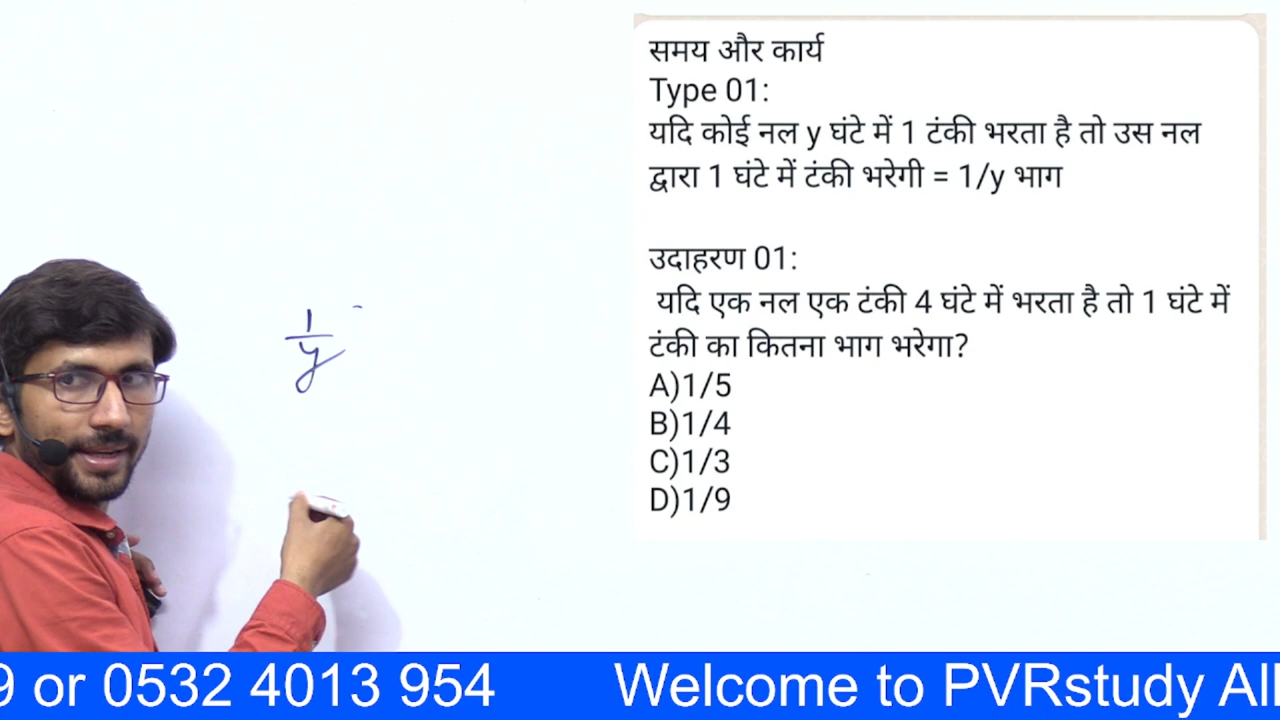 समय और कार्य
Type 01:
यदि कोई नल y घंटे में 1 टंकी भरता है तो उस नल
द्वारा 1 घंटे में टंकी भरेगी = 1/y भाग
उदाहरण 01:
यदि एक नल एक टंकी 4 घंटे में भरता है तो 1 घंटे में
टंकी का कितना भाग भरेगा?
A)1/5
B)1/4
C)1/3
D)1/9
1
y
9 or 0532 4013 954 Welcome to PVRstudy All